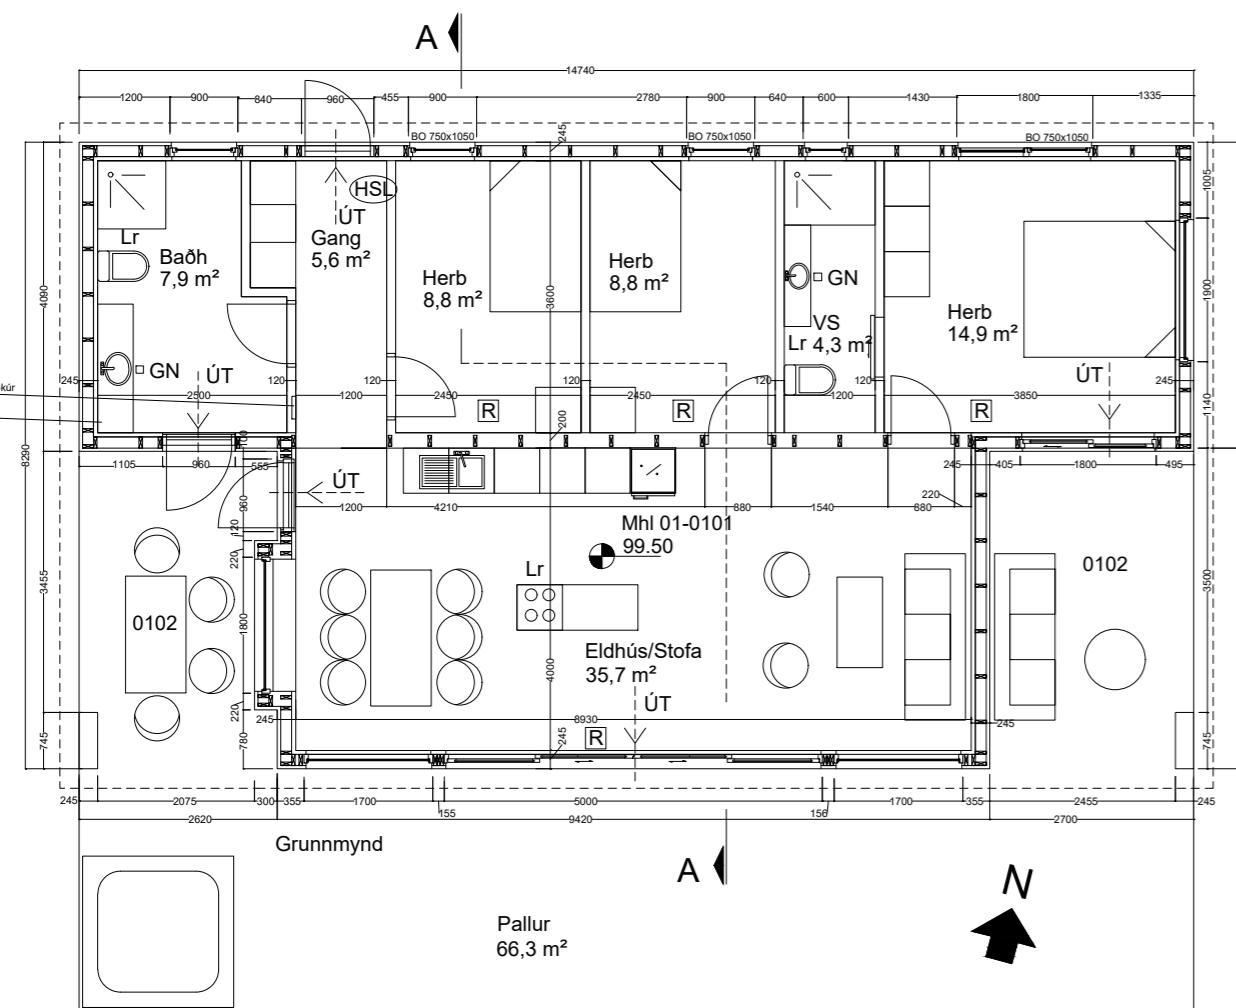 A
14740
1200 900 840 960 455 900 2780 900 640 600 1430 1800 1335
BO 750x1050 BO 750x1050 BO 750x1050
245
HSL
ÚT
Gang
5,6 m²
Lr
Baðh
7,9 m²
Herb
8,8 m²
Herb
8,8 m²
GN
VS
Lr 4,3 m²
Herb
14,9 m²
1005
1900
1140
4090
3600
GN
ÚT
ÚT
245 120 120 120 120 120 245
2500 1200 2450 2450 1200 3850
R R R
200
100
8290
1105 960 555
245 405 1800 495
ÚT
1200 4210 880 1540 880
220
960
120
220
1800
220
780
3455
745
Mhl 01-0101
99.50
Lr
0102
0102
3500
745
Eldhús/Stofa
35,7 m²
4000
ÚT
245 8930 245
R
245
245 2075 300 355 1700 5000 1700 355 2455 245
155
2620 9420 2700
Grunnmynd
A
N
Pallur
66,3 m²